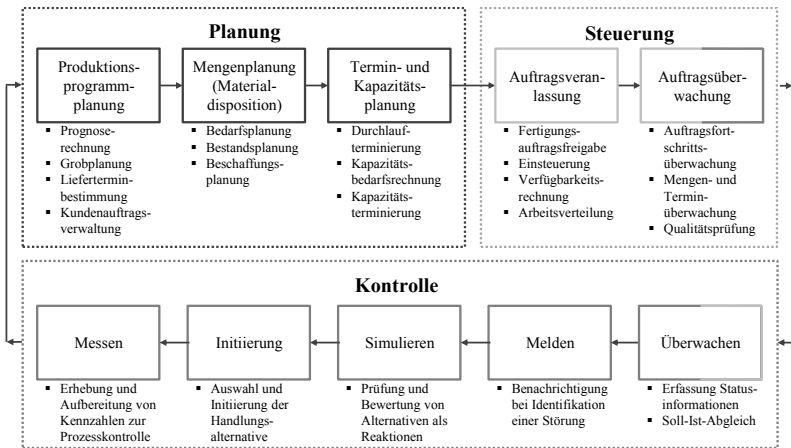 Planung
Produktions-
programm-
planung
▪ Prognose-
rechnung
▪ Grobplanung
▪ Liefertermin-
bestimmung
▪ Kundenauftrags-
verwaltung
Mengenplanung
(Material-
disposition)
▪ Bedarfsplanung
▪ Bestandsplanung
▪ Beschaffungs-
planung
Termin- und
Kapazitäts-
planung
▪ Durchlauf-
terminierung
▪ Kapazitäts-
bedarfsrechnung
▪ Kapazitäts-
terminierung
Steuerung
Auftragsveran-
lassung
▪ Fertigungs-
auftragsfreigabe
▪ Einsteuerung
▪ Verfügbarkeits-
rechnung
▪ Arbeitsverteilung
Auftragsüber-
wachung
▪ Auftragsfort-
schritts-
überwachung
▪ Mengen- und
Termin-
überwachung
▪ Qualitätsprüfung
Kontrolle
Messen
▪ Erhebung und
Aufbereitung von
Kennzahlen zur
Prozesskontrolle
Initiierung
▪ Auswahl und
Initiierung der
Handlungs-
alternative
Simulieren
▪ Prüfung und
Bewertung von
Alternativen als
Reaktionen
Melden
▪ Benachrichtigung
bei Identifikation
einer Störung
Überwachen
▪ Erfassung Status-
informationen
▪ Soll-Ist-Abgleich